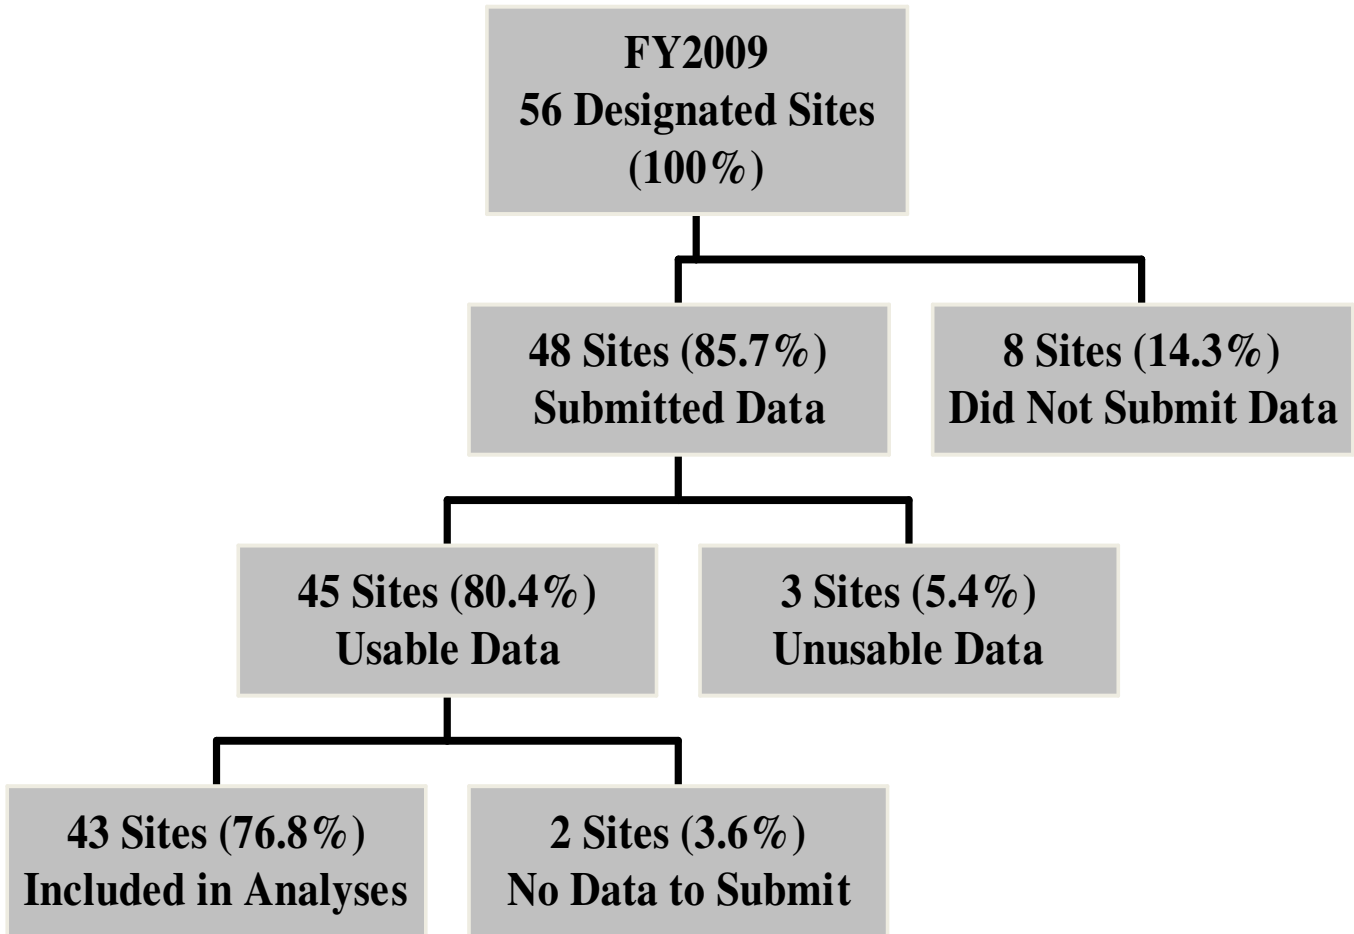 FY2009
56 Designated Sites
(100%)
48 Sites (85.7%)
Submitted Data
8 Sites (14.3%)
Did Not Submit Data
45 Sites (80.4%)
Usable Data
3 Sites (5.4%)
Unusable Data
43 Sites (76.8%)
Included in Analyses
2 Sites (3.6%)
No Data to Submit